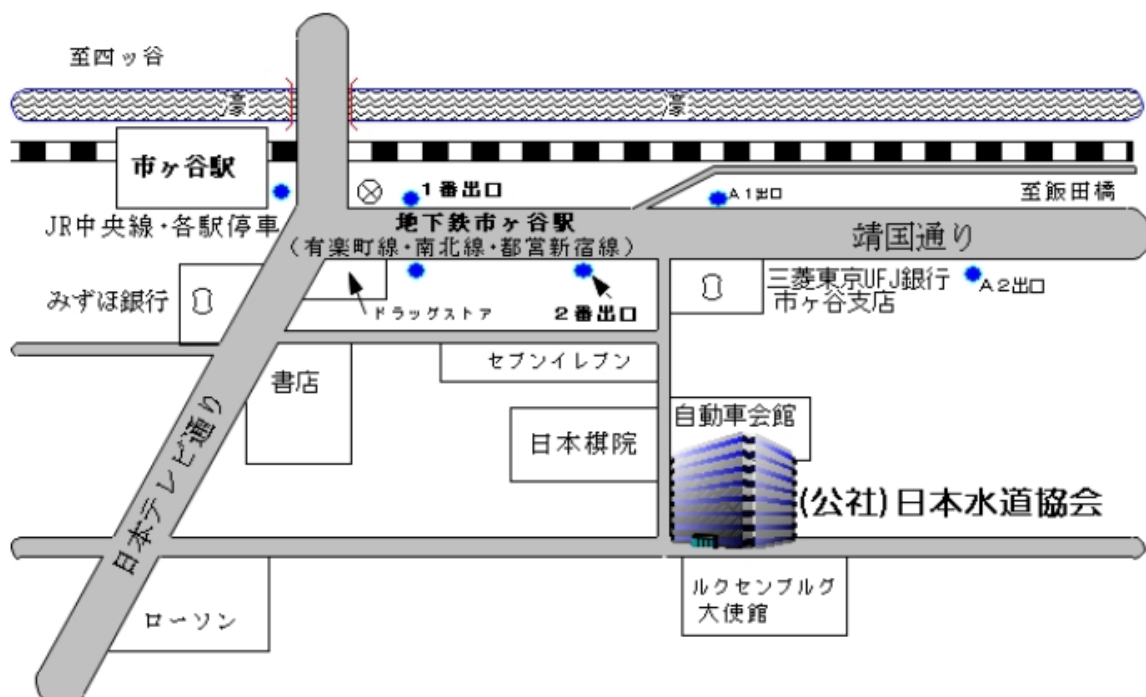 至四ッ谷
濠
濠
市ヶ谷駅
1番出口
A1出口
至飯田橋
JR中央線・各駅停車
地下鉄市ヶ谷駅
(有楽町線・南北線・都営新宿線)
靖国通り
みずほ銀行
ドラッグストア
2番出口
三菱東京UFJ銀行
市ヶ谷支店
A2出口
セブンイレブン
書店
自動車会館
日本棋院
日本テレビ通り
(公社)日本水道協会
ルクセンブルグ
大使館
ローソン